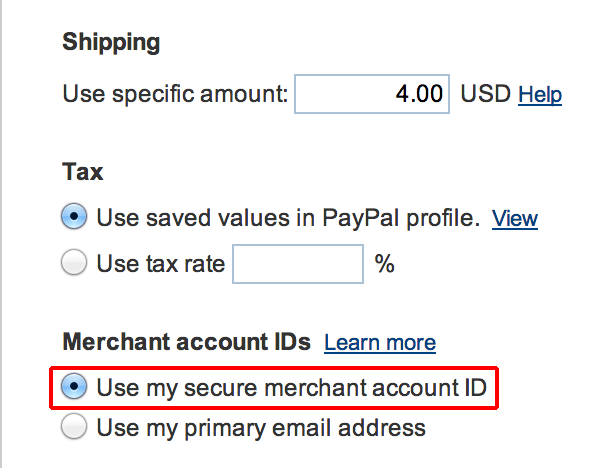 Shipping
Use specific amount: 4.00 USD Help
Tax
Use saved values in PayPal profile. View
Use tax rate %
Merchant account IDs Learn more
Use my secure merchant account ID
Use my primary email address